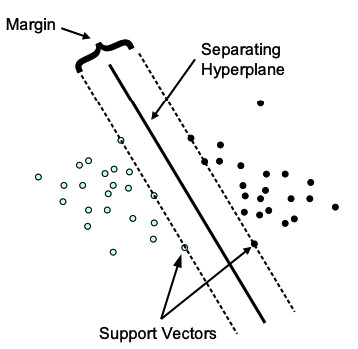 Margin
Separating
Hyperplane
Support Vectors